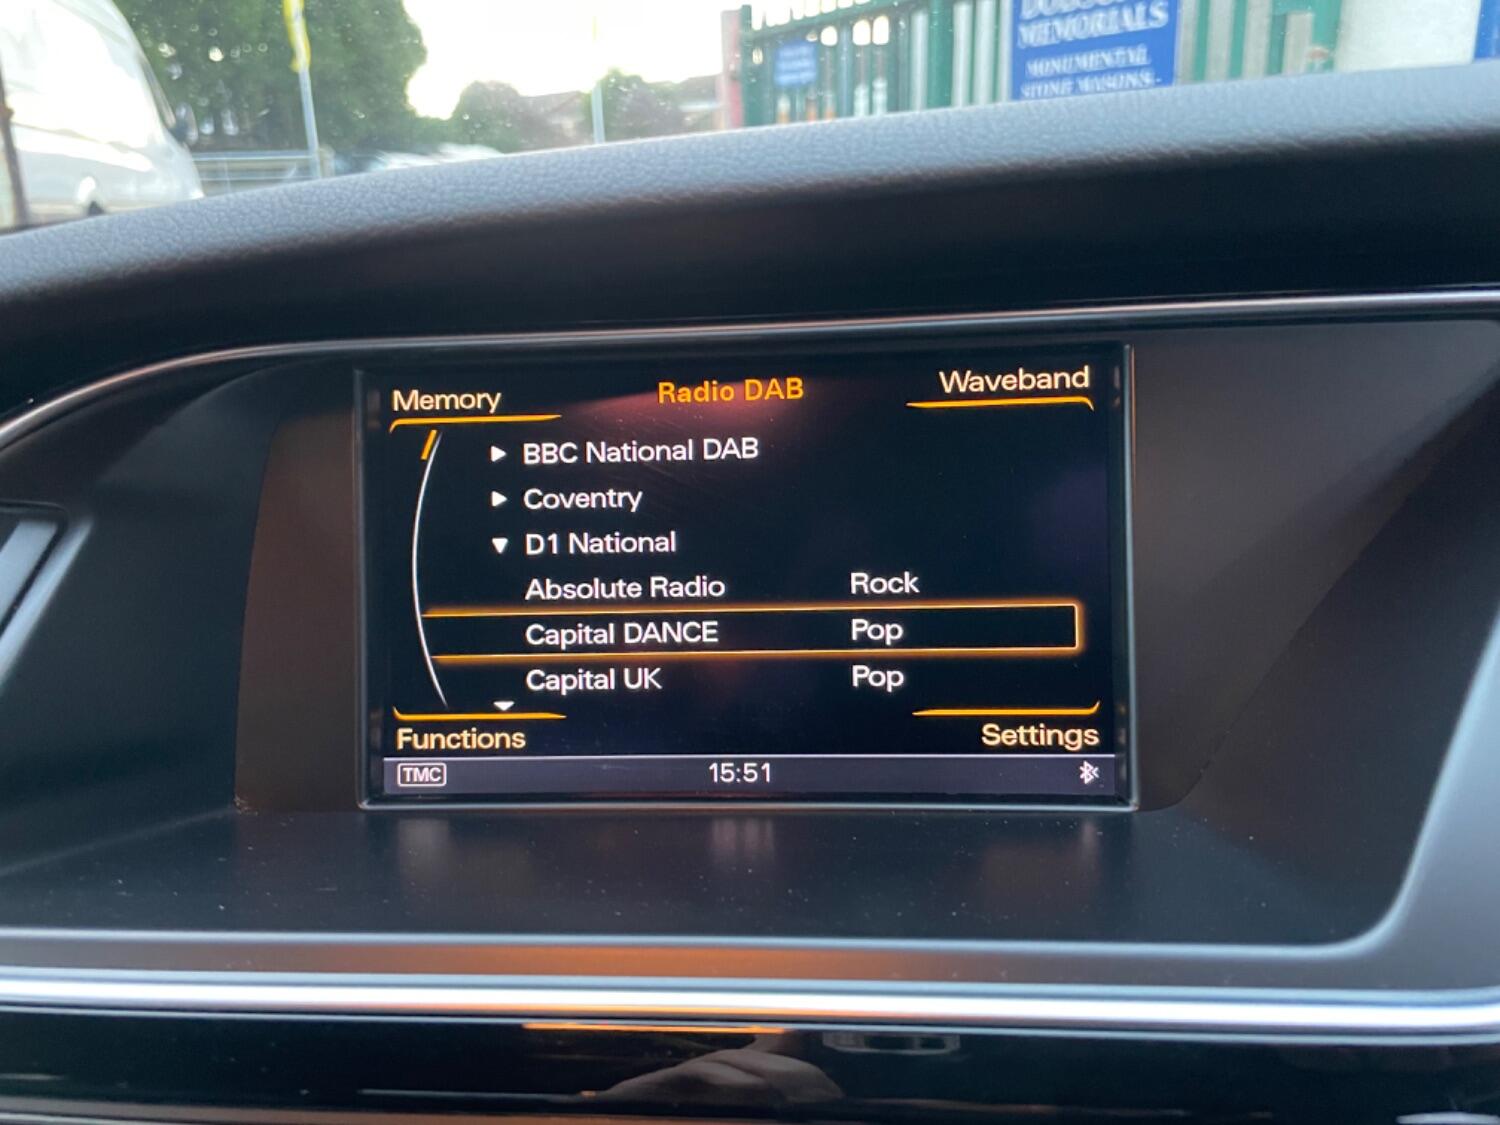 MEMORIALS
MONUMENTAL
STONE MASONS
Memory
Radio DAB
Waveband
BBC National DAB
Coventry
D1 National
Absolute Radio Rock
Capital DANCE Pop
Capital UK Pop
Functions
Settings
TMC
15:51